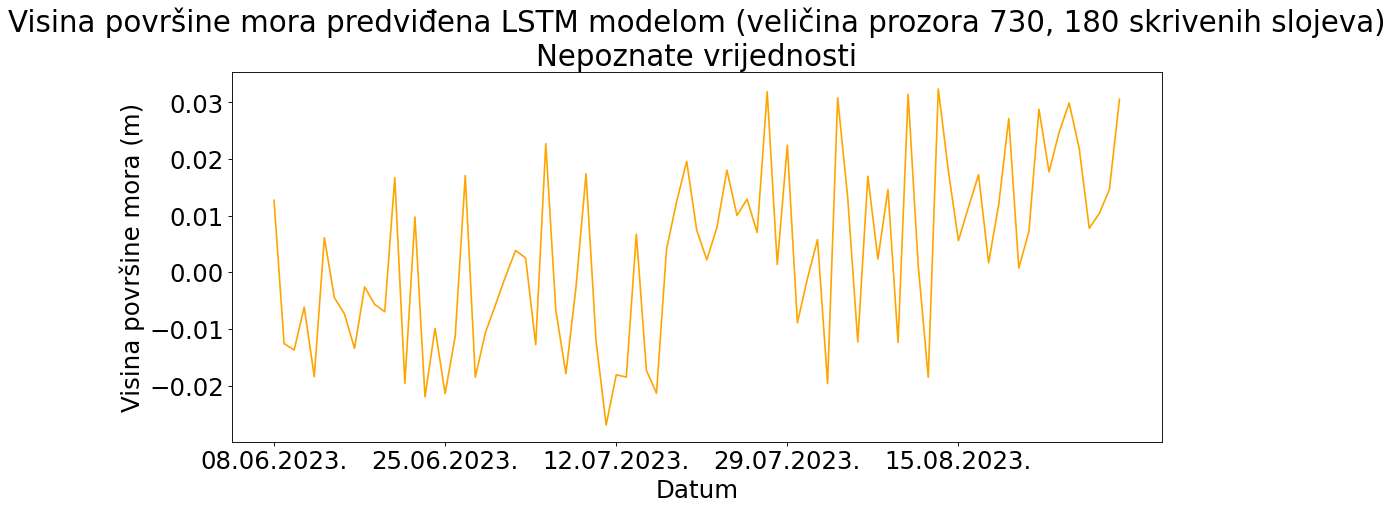 Visina površine mora predviđena LSTM modelom (veličina prozora 730, 180 skrivenih slojeva)
Nepoznate vrijednosti
Visina površine mora (m)
0.03
0.02
0.01
0.00
−0.01
−0.02
08.06.2023. 25.06.2023. 12.07.2023. 29.07.2023. 15.08.2023.
Datum